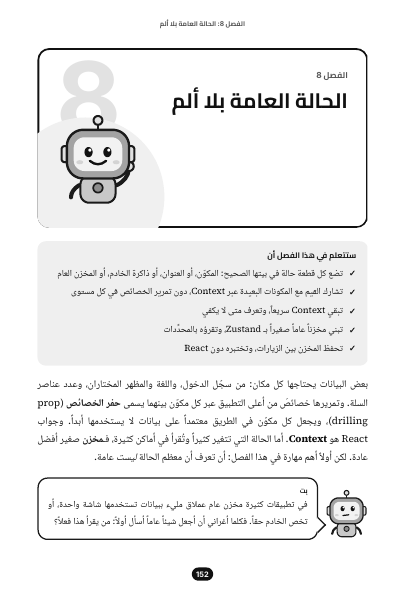 الفصل 8: الحالة العامة بلا ألم
8
الفصل 8
الحالة العامة بلا ألم
ستتعلم في هذا الفصل أن
✓ تضع كل قطعة حالة في بيتها الصحيح: المكوّن، أو العنوان، أو ذاكرة الخادم، أو المخزن العام
✓ تشارك القيم مع المكونات البعيدة عبر Context، دون تمرير الخصائص في كل مستوى
✓ تبقي Context سريعاً، وتعرف متى لا يكفي
✓ تبني مخزناً عاماً صغيراً بـ Zustand، وتقرؤه بالمحدِّدات
✓ تحفظ المخزن بين الزيارات، وتختبره دون React
بعض البيانات يحتاجها كل مكان: من سجّل الدخول، واللغة والمظهر المختاران، وعدد عناصر
السلة. وتمريرها خصائصَ من أعلى التطبيق عبر كل مكوّن بينهما يسمى حفر الخصائص (prop
drilling)، ويجعل كل مكوّن في الطريق معتمداً على بيانات لا يستخدمها أبداً. وجواب
React هو Context. أما الحالة التي تتغير كثيراً وتُقرأ في أماكن كثيرة، فمخزن صغير أفضل
عادة. لكن أولاً أهم مهارة في هذا الفصل: أن تعرف أن معظم الحالة ليست عامة.
بت
في تطبيقات كثيرة مخزن عام عملاق مليء ببيانات تستخدمها شاشة واحدة، أو
تخص الخادم حقاً. فكلما أغراني أن أجعل شيئاً عاماً أسأل أولاً: من يقرأ هذا فعلاً؟
152